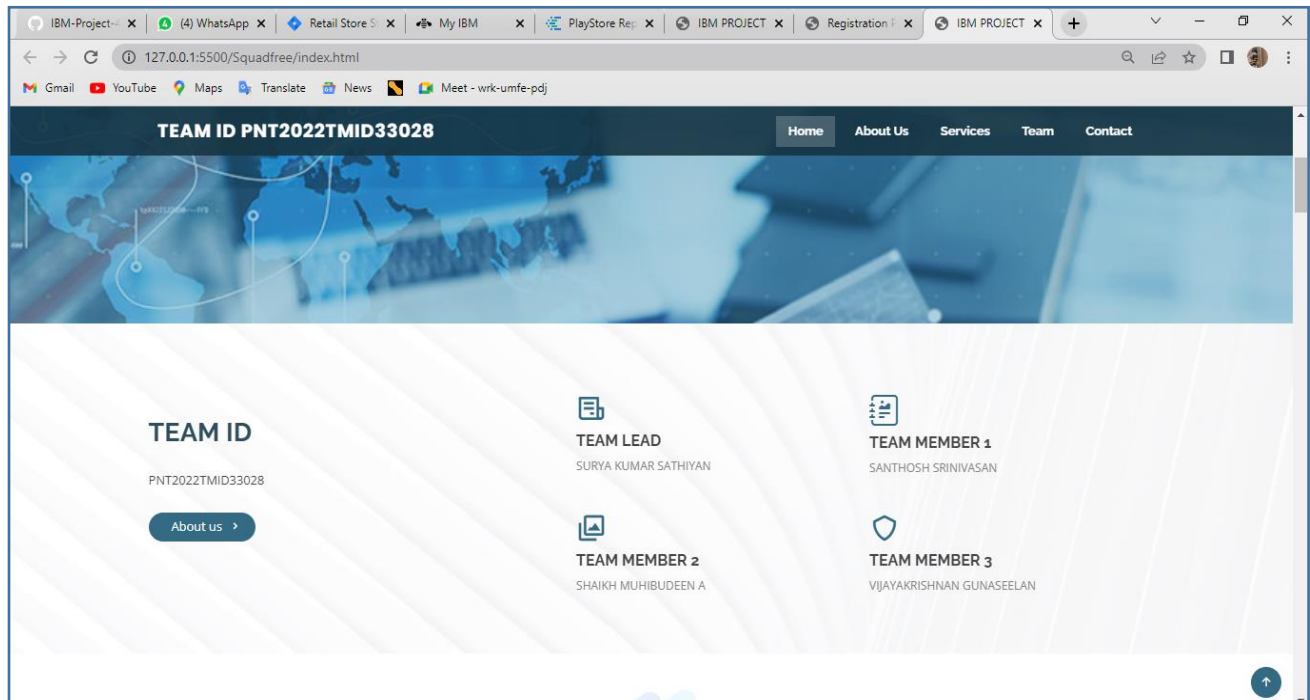 IBM-Project-
(4) WhatsApp
Retail Store S
My IBM
PlayStore Rep
IBM PROJECT
Registration F
IBM PROJECT
127.0.0.1:5500/Squadfree/index.html
Gmail
YouTube
Maps
Translate
News
Meet - wrk-umfe-pdj
TEAM ID PNT2022TMID33028
Home
About Us
Services
Team
Contact
TEAM ID
PNT2022TMID33028
About us
TEAM LEAD
SURYA KUMAR SATHIYAN
TEAM MEMBER 1
SANTHOSH SRINIVASAN
TEAM MEMBER 2
SHAIKH MUHIBUDEEN A
TEAM MEMBER 3
VIJAYAKRISHNAN GUNASEELAN